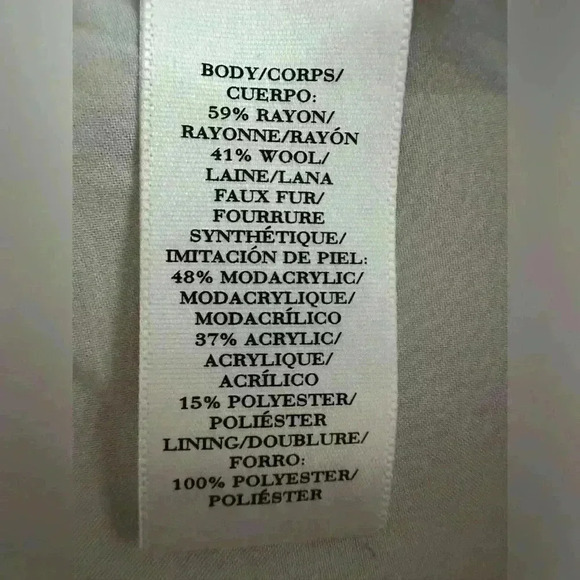 BODY/CORPS/
CUERPO:
59% RAYON/
RAYONNE/RAYÓN
41% WOOL/
LAINE/LANA
FAUX FUR/
FOURRURE
SYNTHÉTIQUE/
IMITACIÓN DE PIEL:
48% MODACRYLIC/
MODACRYLIQUE/
MODACRÍLICO
37% ACRYLIC/
ACRYLIQUE/
ACRÍLICO
15% POLYESTER/
POLIÉSTER
LINING/DOUBLURE/
FORRO:
100% POLYESTER/
POLIÉSTER